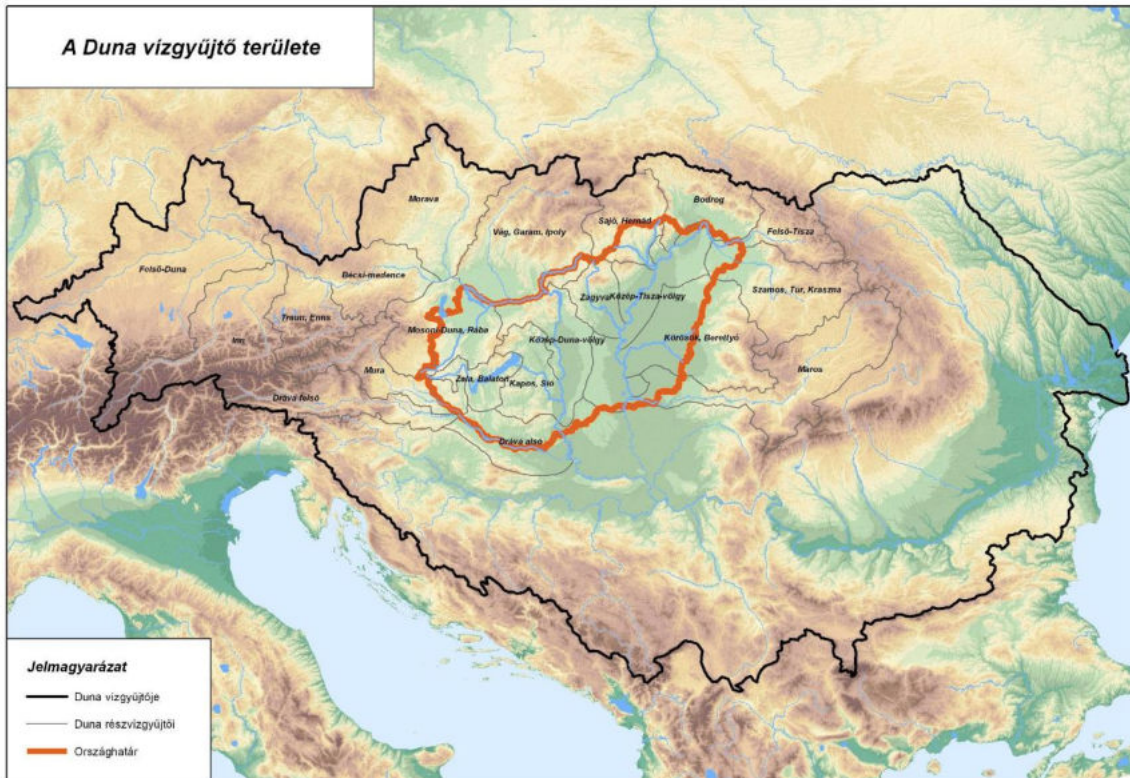 A Duna vízgyűjtő területe
Morava
Bodrog
Sajó, Hernád
Vág, Garam, Ipoly
Felső-Tisza
Felső-Duna
Bécsi-medence
Szamos, Tur, Kraszna
Zagyva
Közép-Tisza-völgy
Traun, Enns
Mosoni-Duna, Rába
Inn
Közép-Duna-völgy
Körösök, Berettyó
Mura
Maros
Zala, Balaton
Kapos, Sió
Dráva felső
Dráva alsó
Jelmagyarázat
Duna vízgyűjtője
Duna részvízgyűjtői
Országhatár